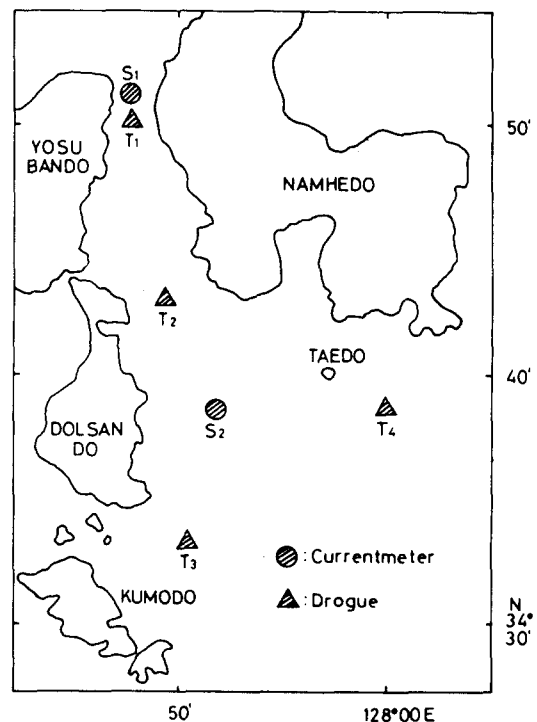 S1
T1
50'
YOSU
BANDO
NAMHEDO
T2
TAEDO
40'
DOLSAN
DO
S2
T4
T3
: Currentmeter
KUMODO
: Drogue
N
34°
30'
50'
128°00E